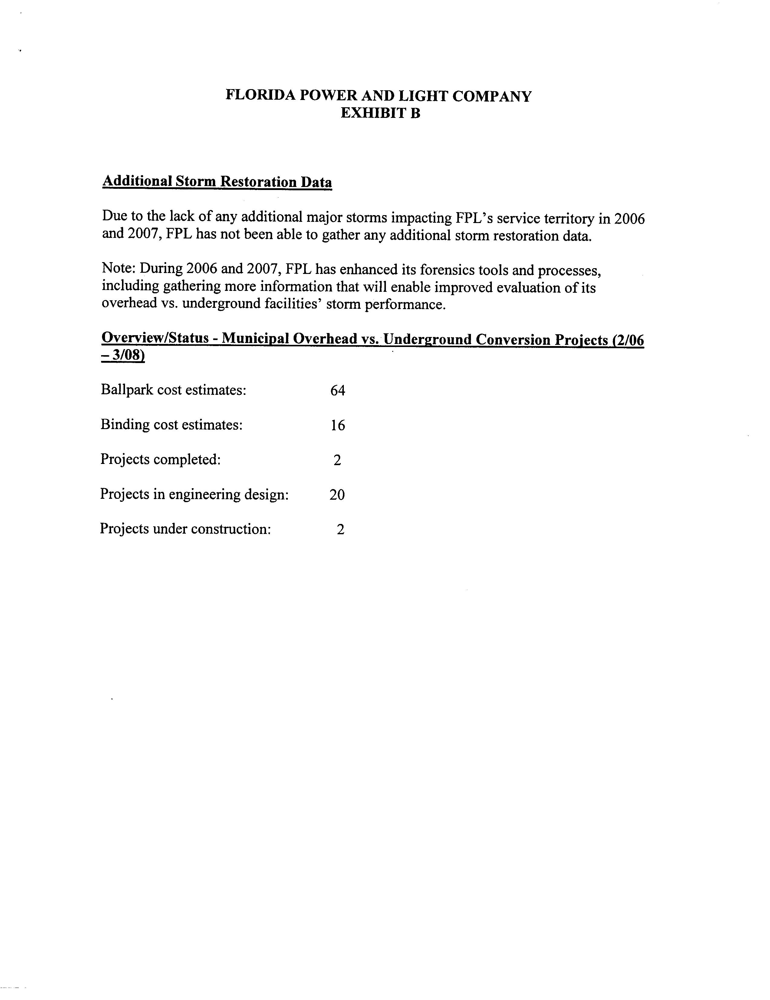 FLORIDA POWER AND LIGHT COMPANY
EXHIBIT B
Additional Storm Restoration Data
Due to the lack of any additional major storms impacting FPL's service territory in 2006
and 2007, FPL has not been able to gather any additional storm restoration data.
Note: During 2006 and 2007, FPL has enhanced its forensics tools and processes,
including gathering more information that will enable improved evaluation of its
overhead vs. underground facilities' storm performance.
Overview/Status - Municipal Overhead vs. Underground Conversion Projects (2/06
– 3/08)
Ballpark cost estimates: 64
Binding cost estimates: 16
Projects completed: 2
Projects in engineering design: 20
Projects under construction: 2